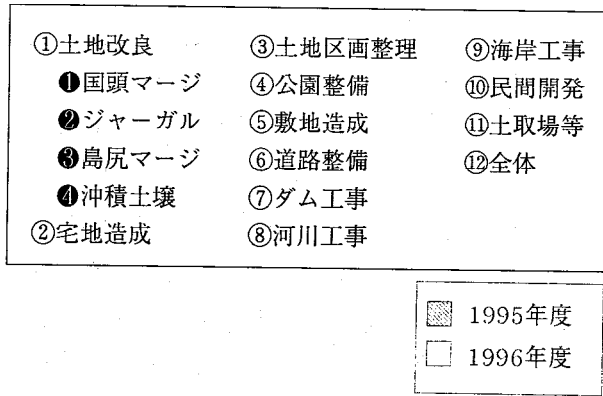 ①土地改良
❶国頭マージ
❷ジャーガル
❸島尻マージ
❹沖積土壌
②宅地造成
③土地区画整理
④公園整備
⑤敷地造成
⑥道路整備
⑦ダム工事
⑧河川工事
⑨海岸工事
⑩民間開発
⑪土取場等
⑫全体
1995年度
1996年度